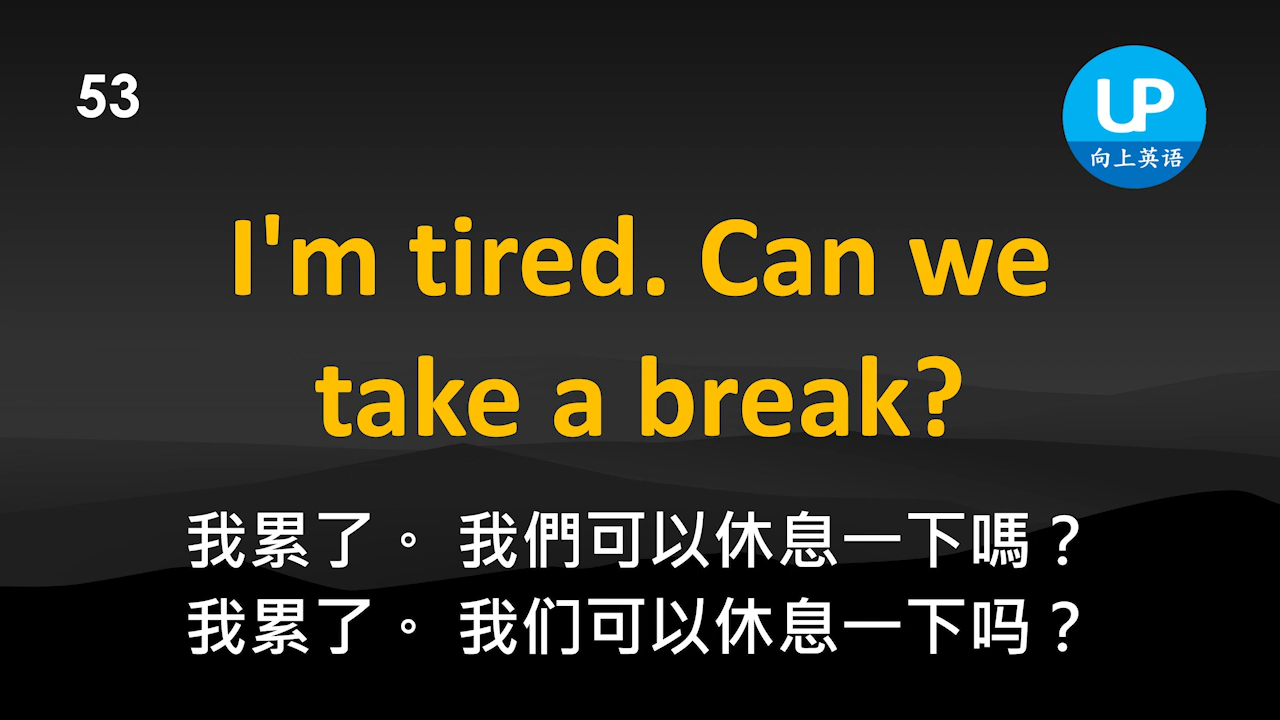 53
UP
向上英语
I'm tired. Can we
take a break?
我累了。 我們可以休息一下嗎？
我累了。 我们可以休息一下吗？